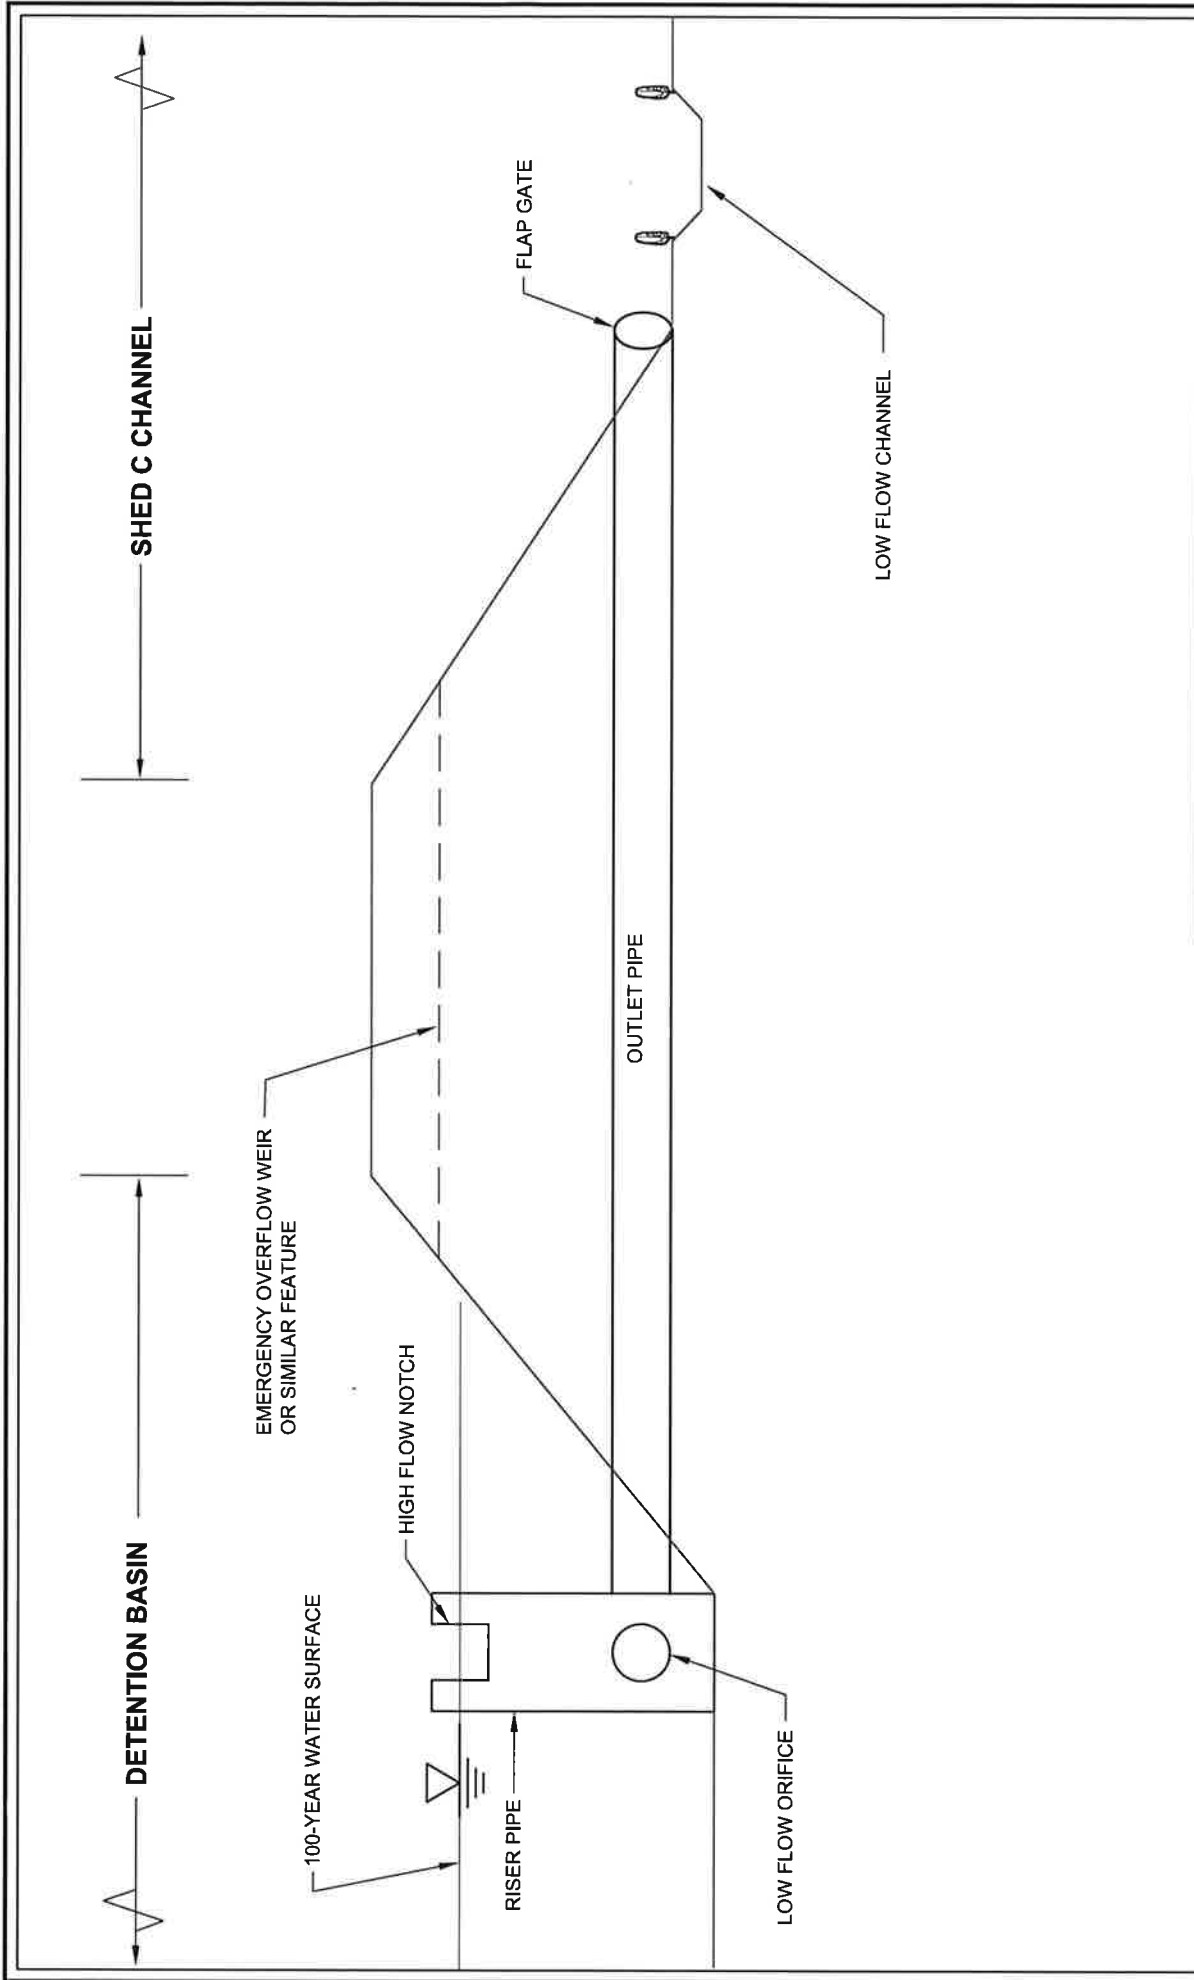 DETENTION BASIN
SHED C CHANNEL
EMERGENCY OVERFLOW WEIR
OR SIMILAR FEATURE
100-YEAR WATER SURFACE
HIGH FLOW NOTCH
FLAP GATE
RISER PIPE
OUTLET PIPE
LOW FLOW ORIFICE
LOW FLOW CHANNEL